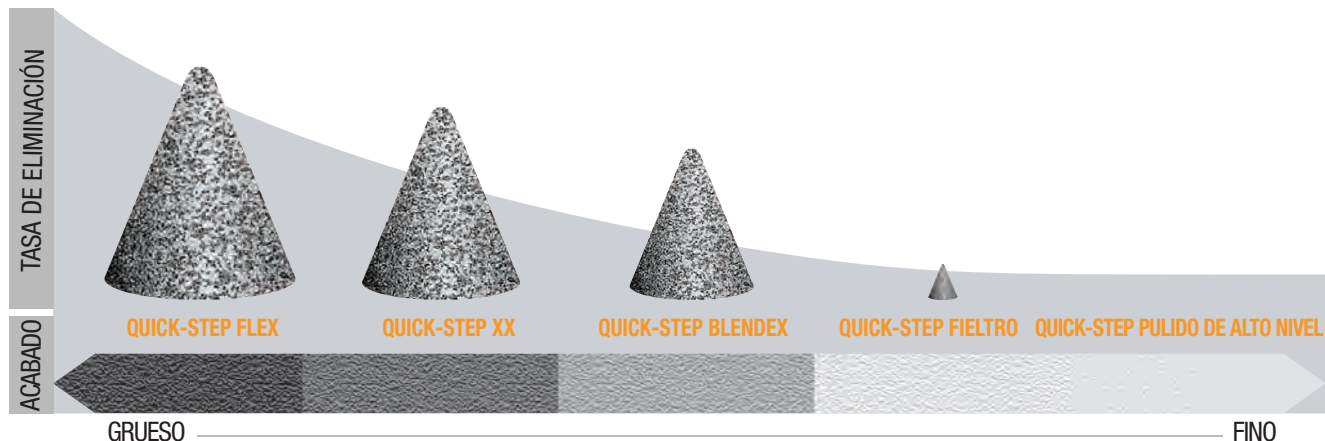 TASA DE ELIMINACIÓN
QUICK-STEP FLEX
QUICK-STEP XX
QUICK-STEP BLENDEX
QUICK-STEP FIELTRO
QUICK-STEP PULIDO DE ALTO NIVEL
ACABADO
GRUESO
FINO